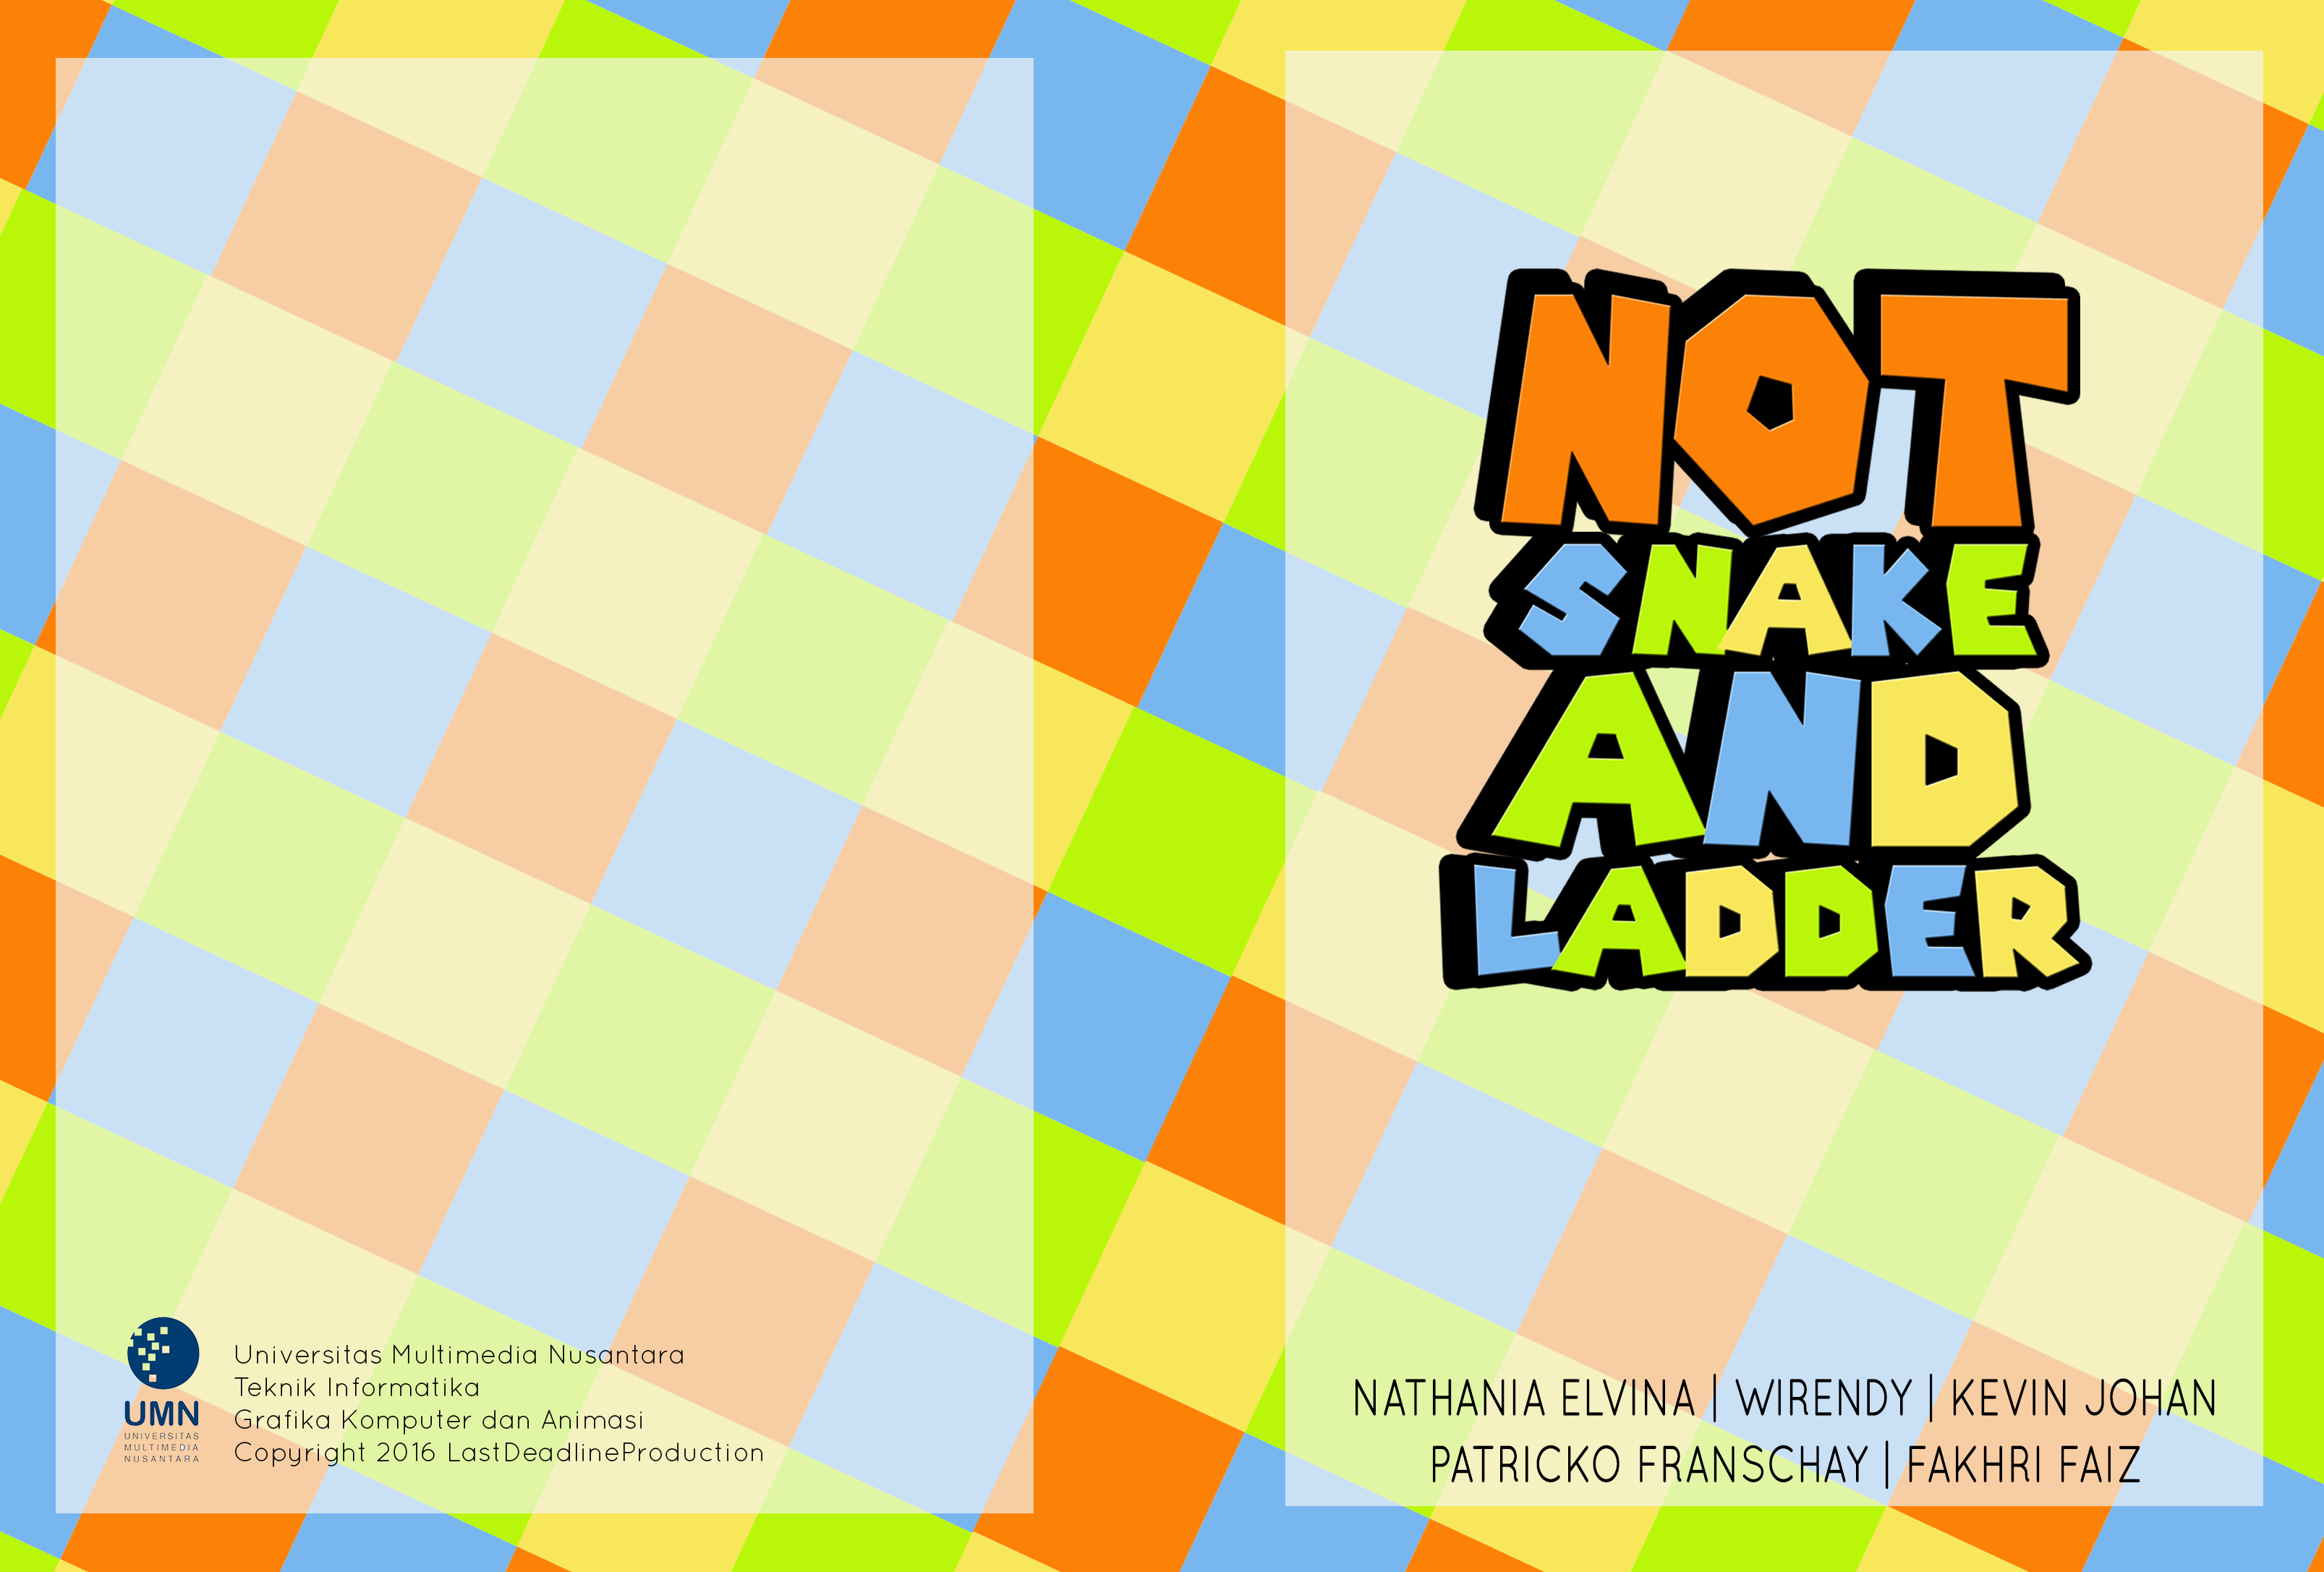 NOT
SNAKE
AND
LADDER
NATHANIA ELVINA | WIRENDY | KEVIN JOHAN
PATRICKO FRANSCHAY | FAKHRI FAIZ
UMN
UNIVERSITAS
MULTIMEDIA
NUSANTARA
Universitas Multimedia Nusantara
Teknik Informatika
Grafika Komputer dan Animasi
Copyright 2016 LastDeadlineProduction